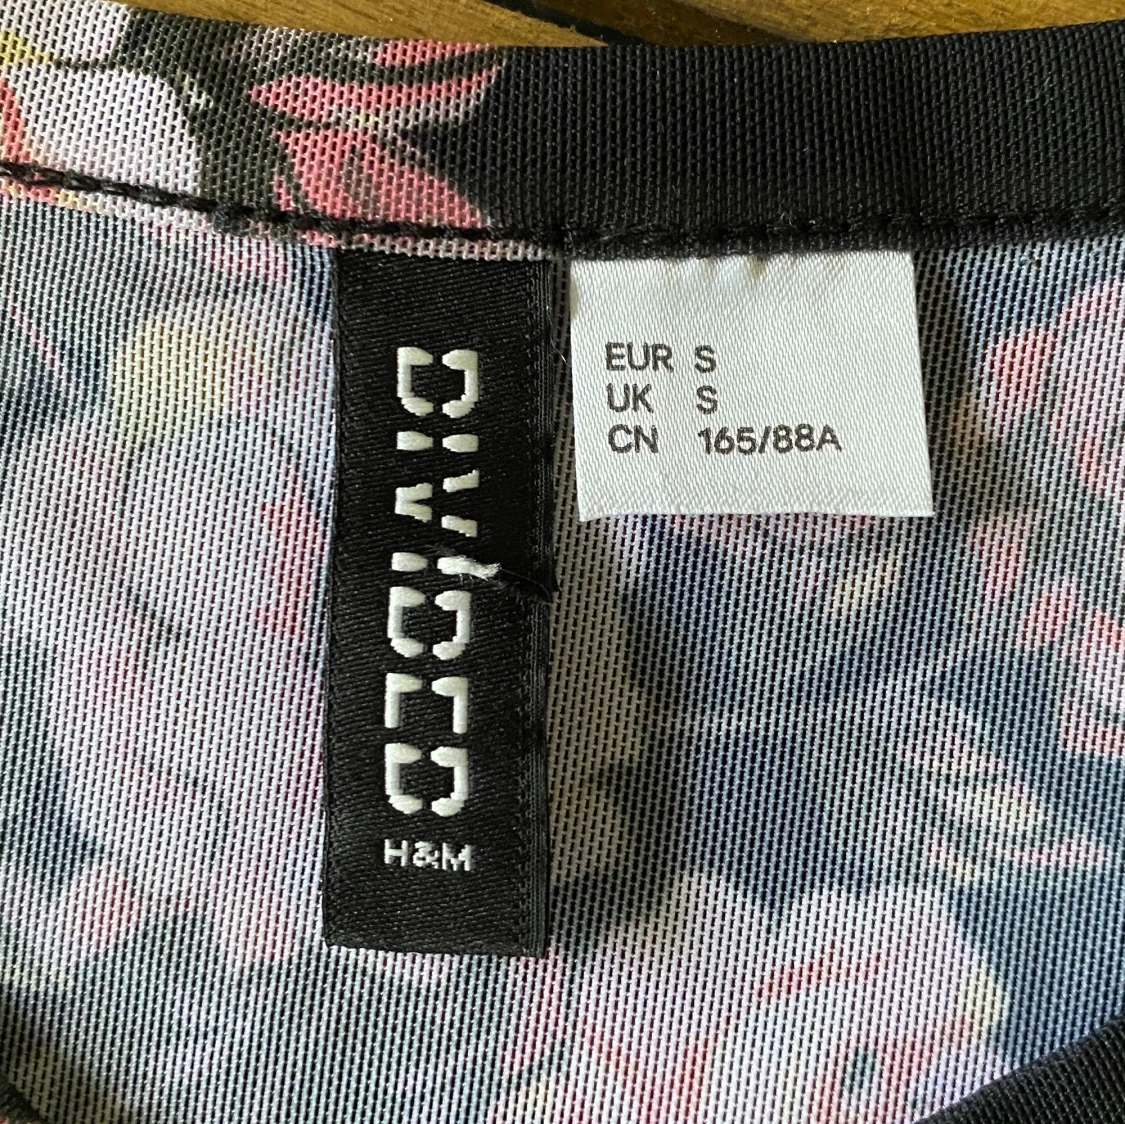 DIVIDED
H&M
EUR S
UK S
CN 165/88A